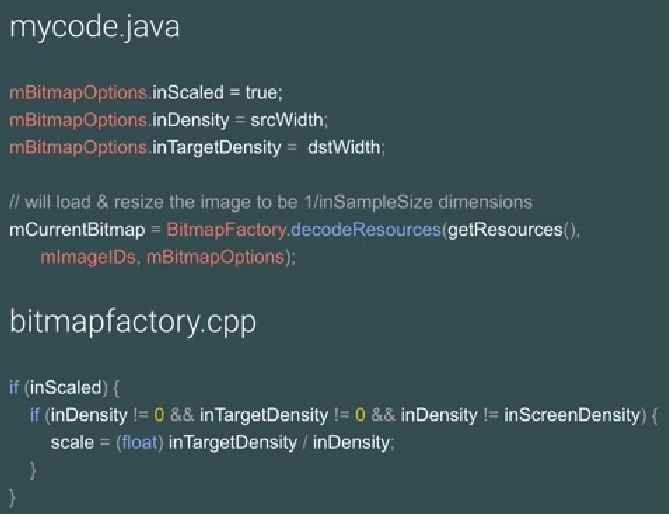 mycode.java
mBitmapOptions.inScaled = true;
mBitmapOptions.inDensity = srcWidth;
mBitmapOptions.inTargetDensity = dstWidth;
// will load & resize the image to be 1/inSampleSize dimensions
mCurrentBitmap = BitmapFactory.decodeResources(getResources(),
mImageIDs, mBitmapOptions);
bitmapfactory.cpp
if (inScaled) {
if (inDensity != 0 && inTargetDensity != 0 && inDensity != inScreenDensity) {
scale = (float) inTargetDensity / inDensity;
}
}